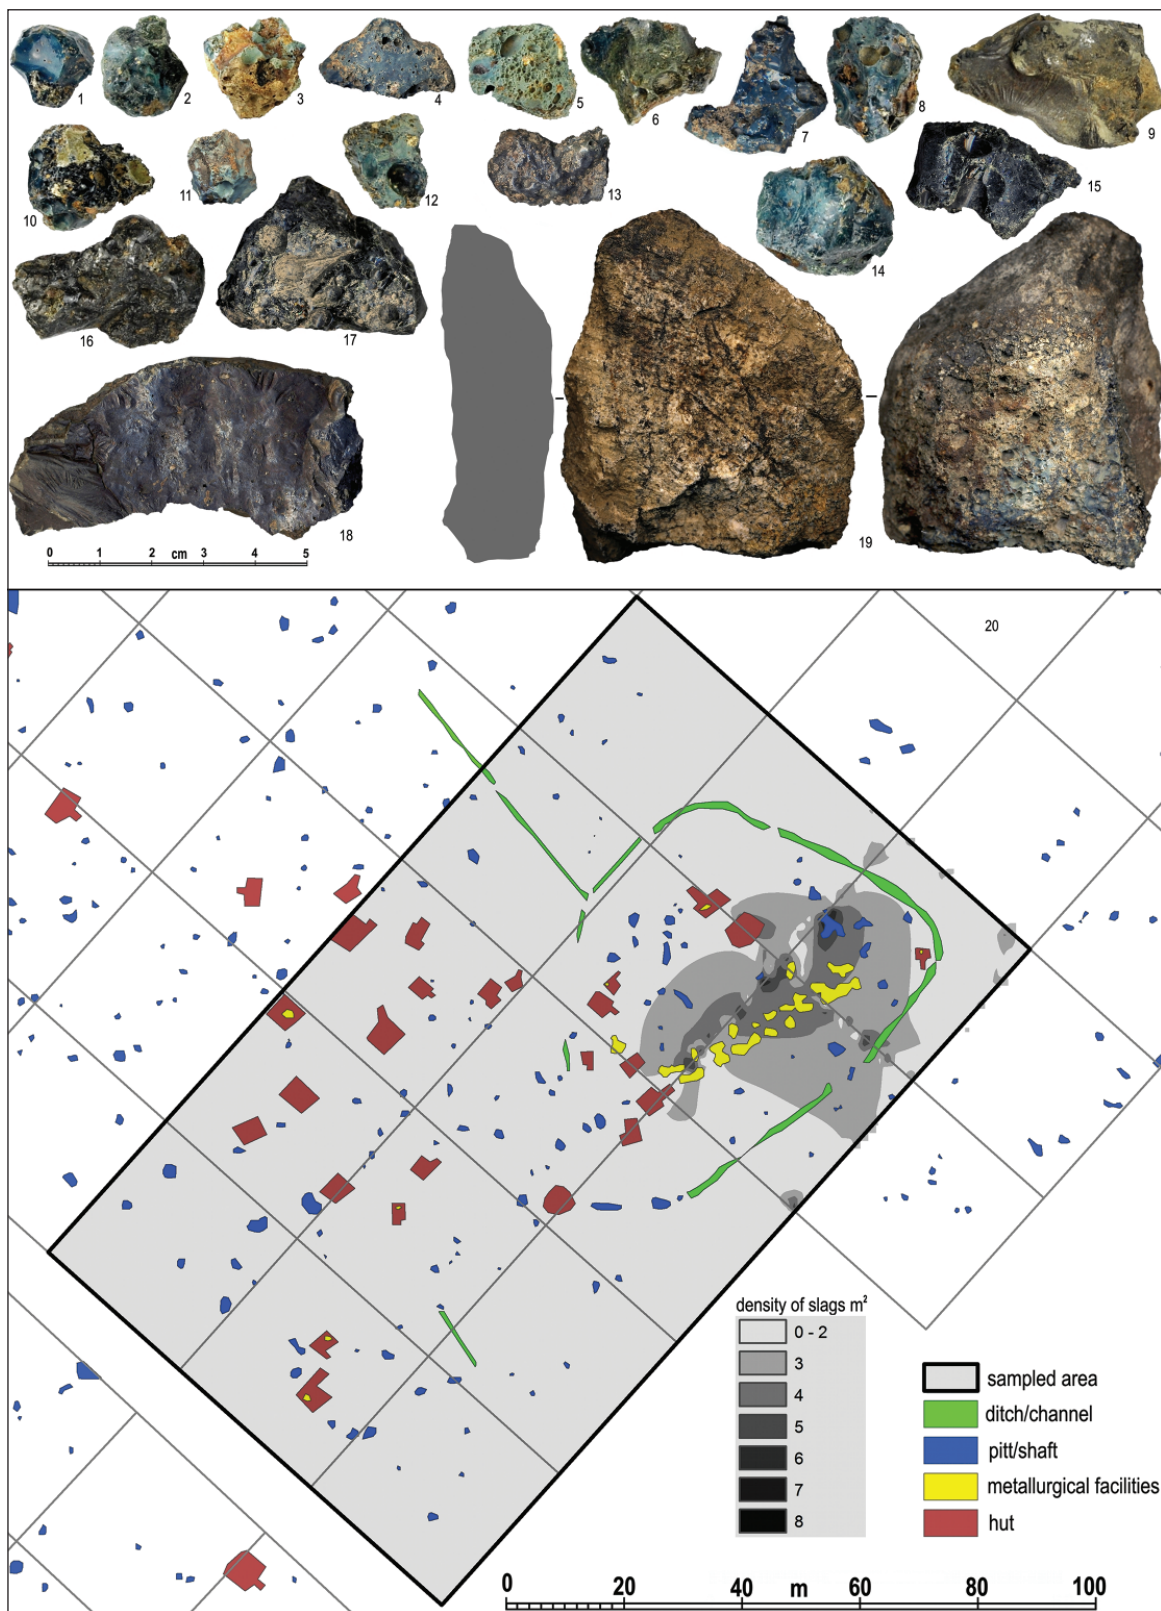 1
2
3
4
5
6
7
8
9
10
11
12
13
14
15
16
17
18
19
0 1 2 cm 3 4 5
20
density of slags m²
0 - 2
3
4
5
6
7
8
sampled area
ditch/channel
pitt/shaft
metallurgical facilities
hut
0 20 40 m 60 80 100